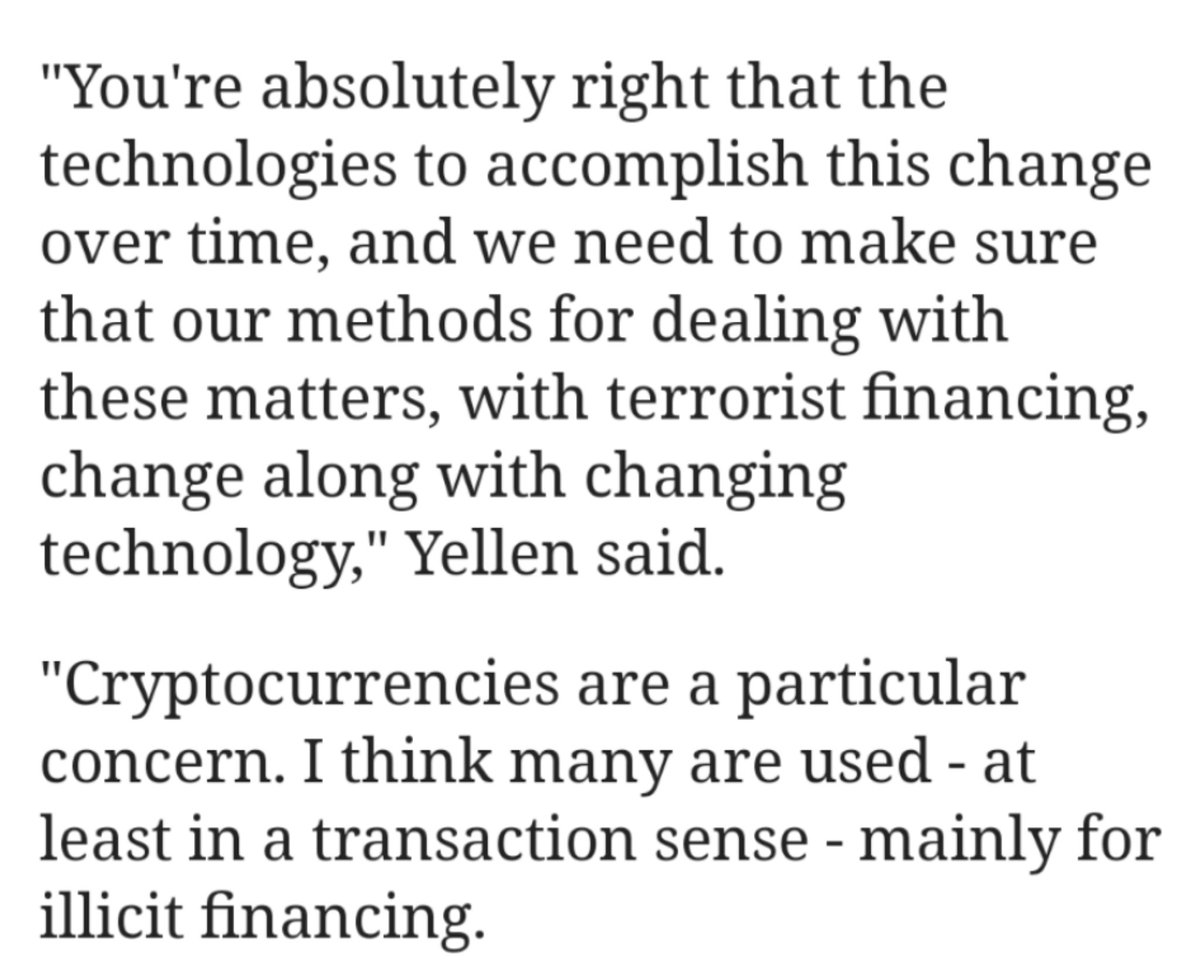 "You're absolutely right that the
technologies to accomplish this change
over time, and we need to make sure
that our methods for dealing with
these matters, with terrorist financing,
change along with changing
technology," Yellen said.
"Cryptocurrencies are a particular
concern. I think many are used - at
least in a transaction sense - mainly for
illicit financing.